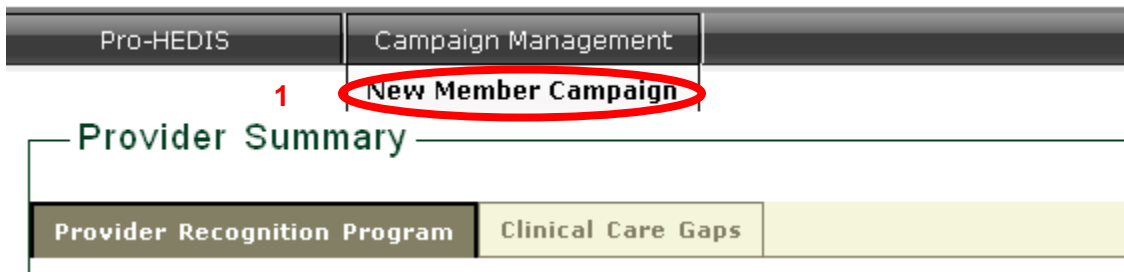 Pro-HEDIS Campaign Management
1 New Member Campaign
Provider Summary
Provider Recognition Program Clinical Care Gaps